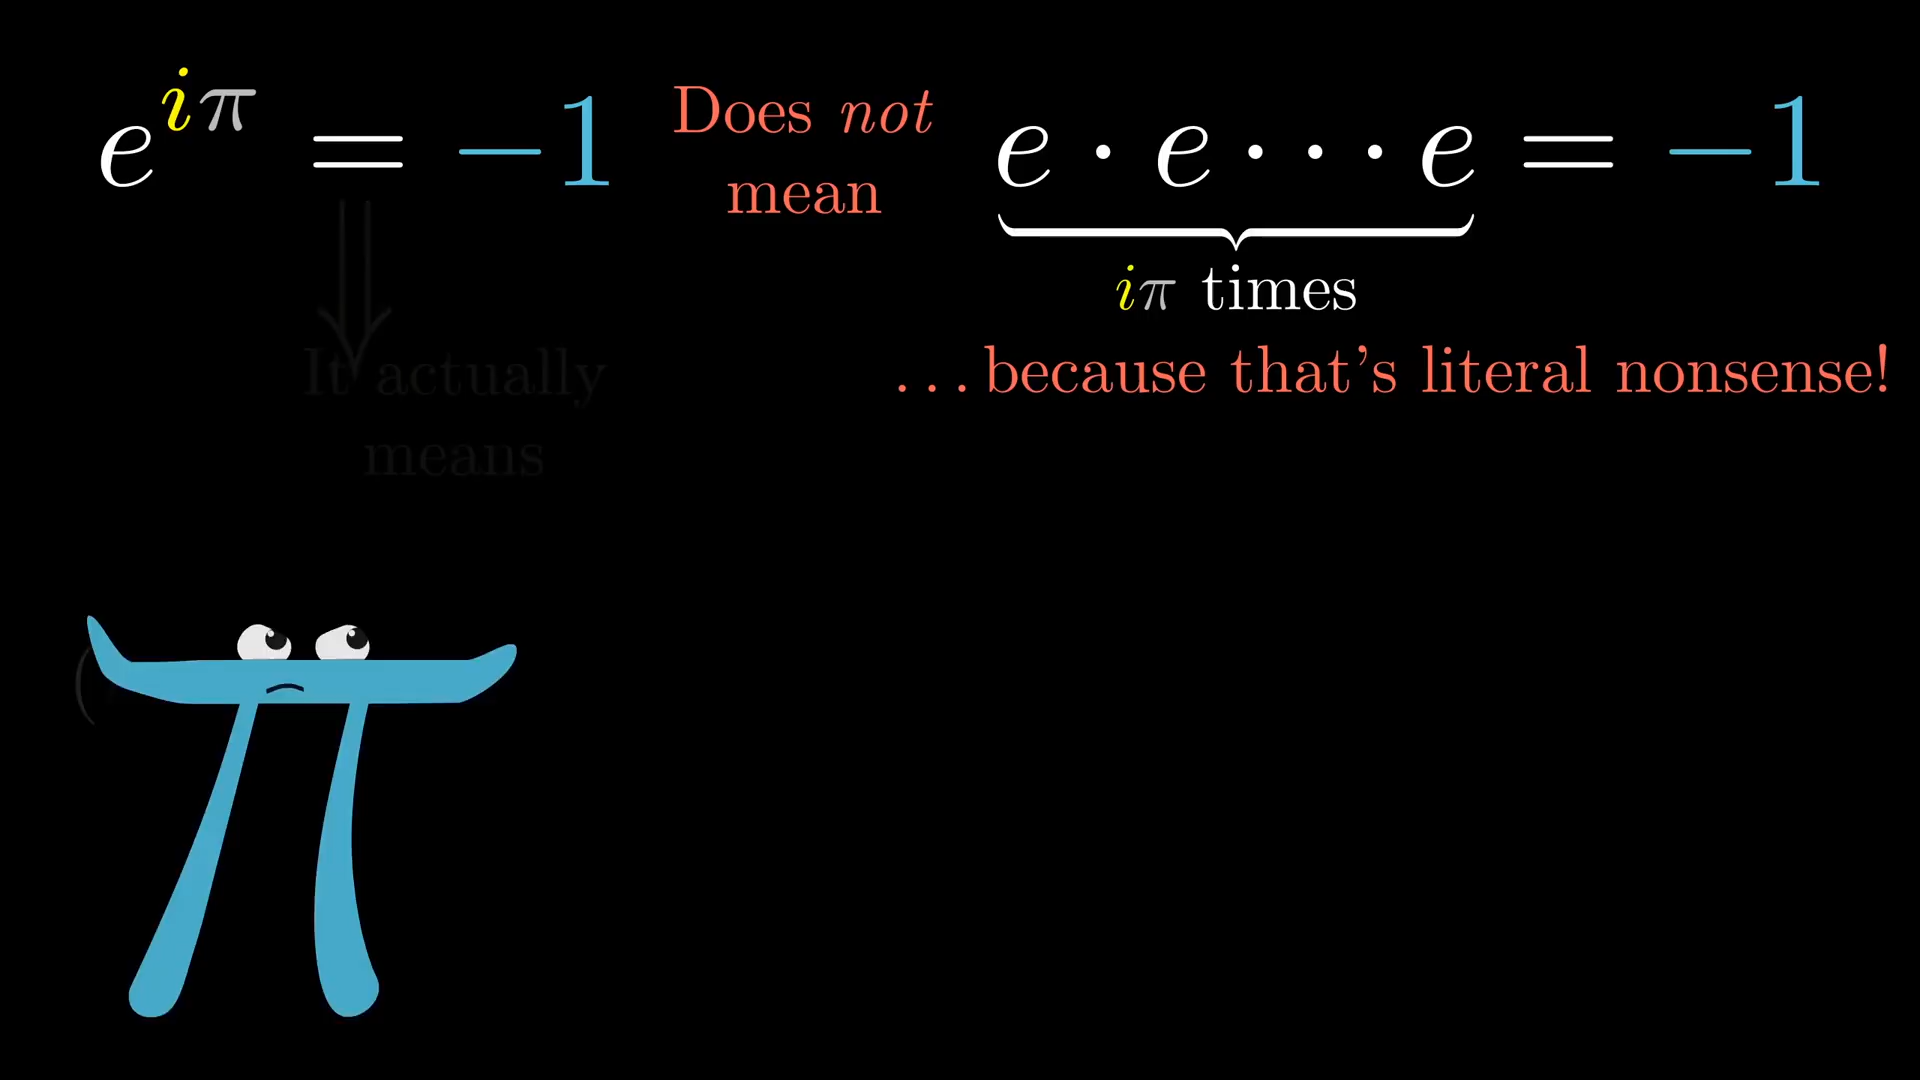 e^{iπ} = −1
Does not
mean
e · e · · · e = −1
iπ times
...because that's literal nonsense!
It actually
means
(